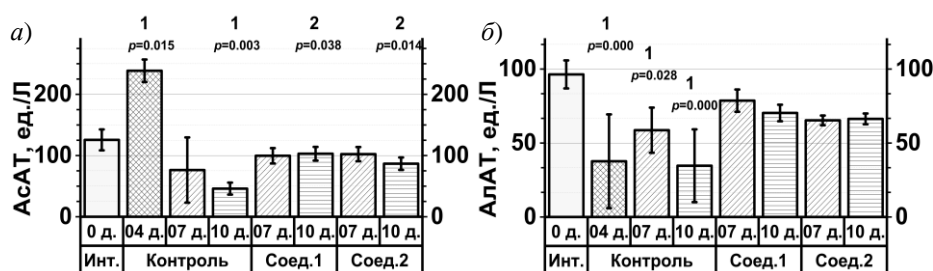 а)
1 1 2 2
p=0.015 p=0.003 p=0.038 p=0.014
АсАТ, ед./Л
200 200
100 100
0 0
0 д. 04 д. 07 д. 10 д. 07 д. 10 д. 07 д. 10 д.
Инт. Контроль Соед.1 Соед.2
б)
1
p=0.000
1
p=0.028
1
p=0.000
АлАТ, ед./Л
100 100
50 50
0 0
0 д. 04 д. 07 д. 10 д. 07 д. 10 д. 07 д. 10 д.
Инт. Контроль Соед.1 Соед.2